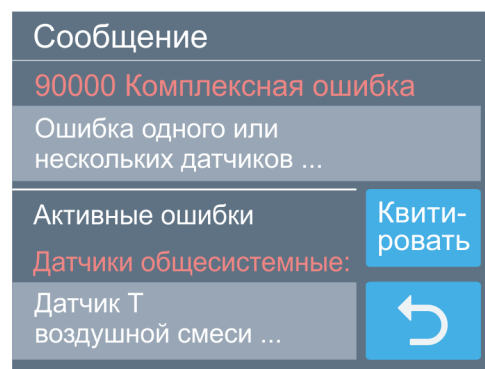 Сообщение
90000 Комплексная ошибка
Ошибка одного или
нескольких датчиков ...
Активные ошибки
Датчики общесистемные:
Датчик Т
воздушной смеси ...
Квити-
ровать